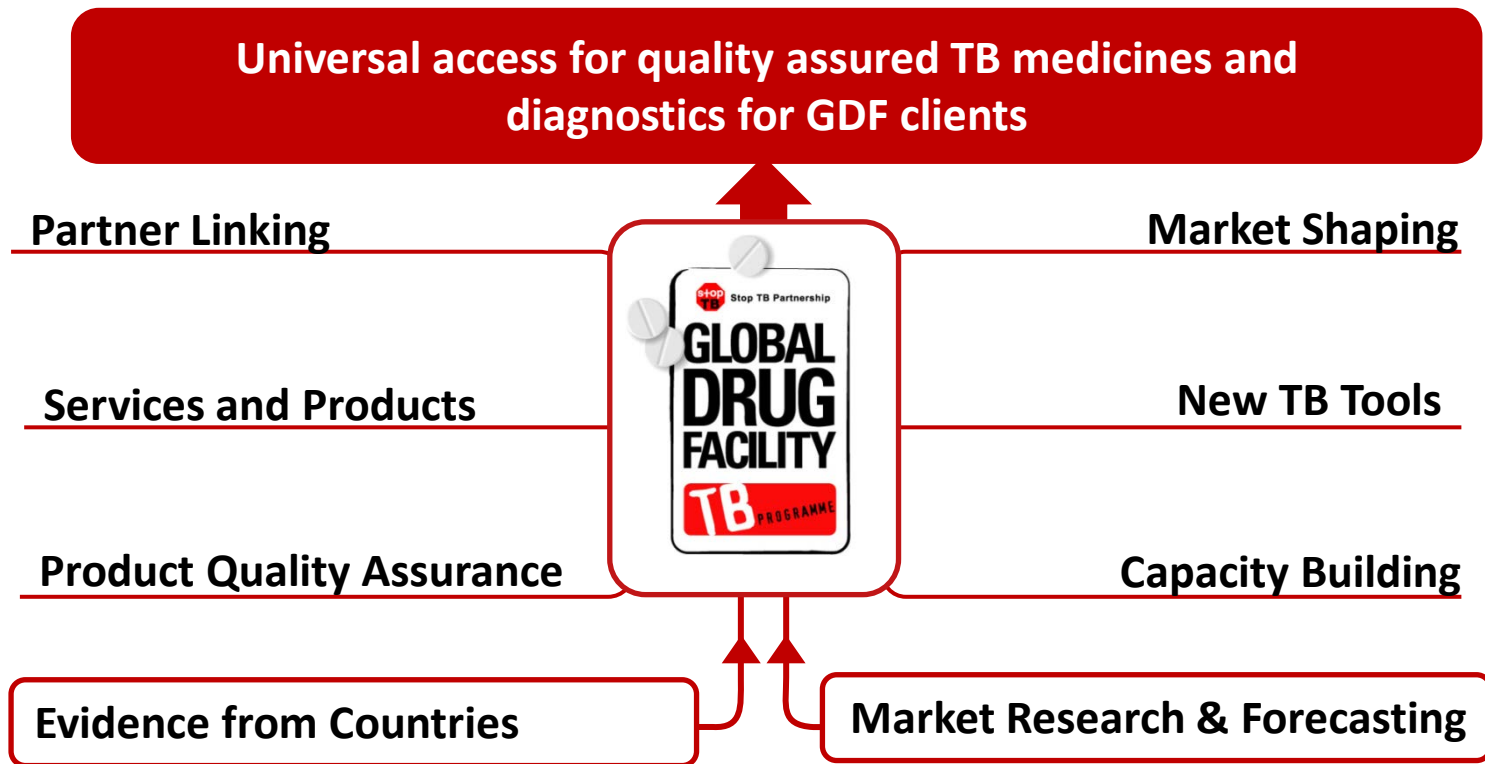 Universal access for quality assured TB medicines and
diagnostics for GDF clients
Partner Linking
Market Shaping
stop
TB
Stop TB Partnership
GLOBAL
DRUG
FACILITY
TB PROGRAMME
Services and Products
New TB Tools
Product Quality Assurance
Capacity Building
Evidence from Countries
Market Research & Forecasting